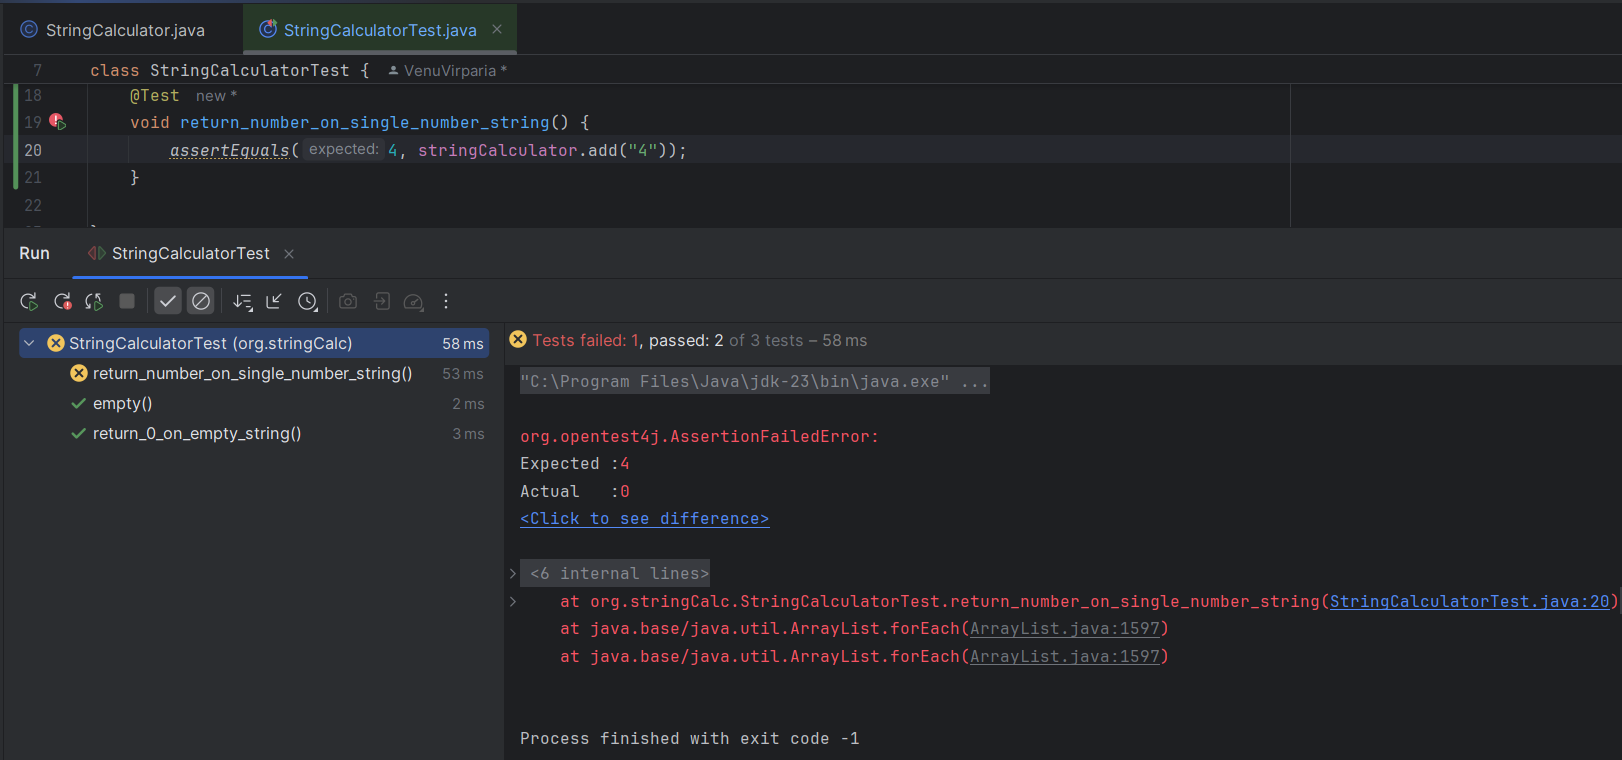 StringCalculator.java
StringCalculatorTest.java
7 class StringCalculatorTest { VenuVirparia *
18 @Test new *
19 void return_number_on_single_number_string() {
20 assertEquals( expected: 4, stringCalculator.add("4"));
21 }
22
Run StringCalculatorTest
StringCalculatorTest (org.stringCalc) 58 ms
return_number_on_single_number_string() 53 ms
empty() 2 ms
return_0_on_empty_string() 3 ms
Tests failed: 1, passed: 2 of 3 tests – 58 ms
"C:\Program Files\Java\jdk-23\bin\java.exe" ...
org.opentest4j.AssertionFailedError:
Expected :4
Actual   :0
<Click to see difference>
<6 internal lines>
at org.stringCalc.StringCalculatorTest.return_number_on_single_number_string(StringCalculatorTest.java:20)
at java.base/java.util.ArrayList.forEach(ArrayList.java:1597)
at java.base/java.util.ArrayList.forEach(ArrayList.java:1597)
Process finished with exit code -1